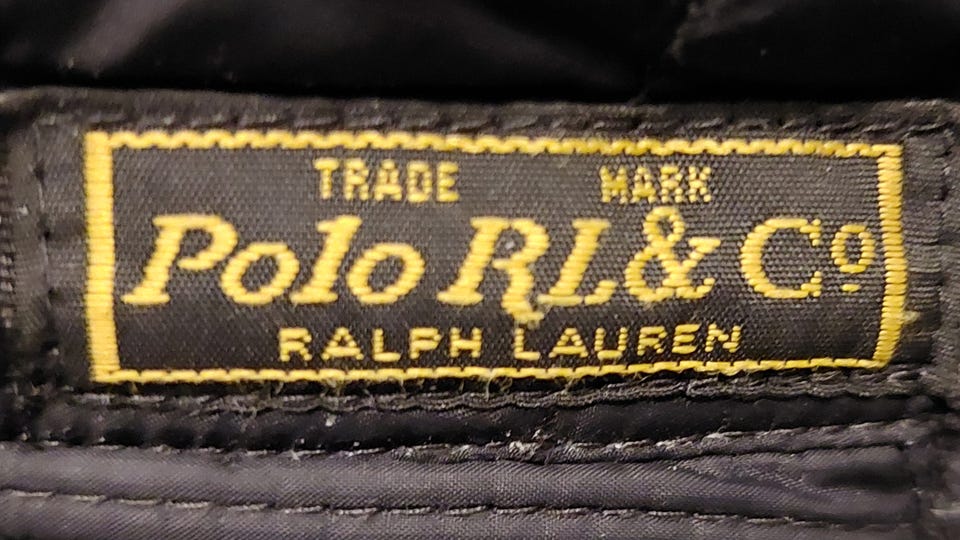 TRADE MARK
Polo RL & Co
RALPH LAUREN